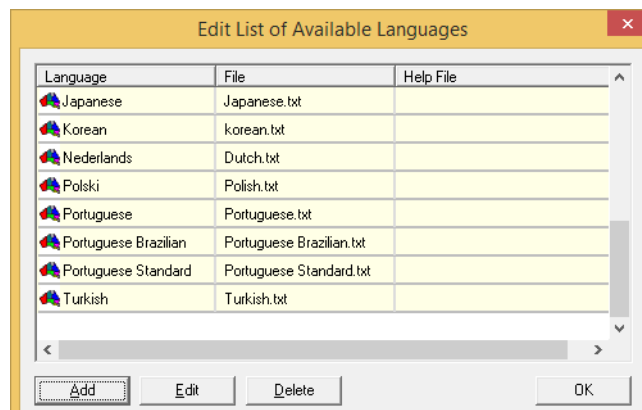 Edit List of Available Languages
Language File Help File
Japanese Japanese.txt
Korean korean.txt
Nederlands Dutch.txt
Polski Polish.txt
Portuguese Portuguese.txt
Portuguese Brazilian Portuguese Brazilian.txt
Portuguese Standard Portuguese Standard.txt
Turkish Turkish.txt
Add Edit Delete OK